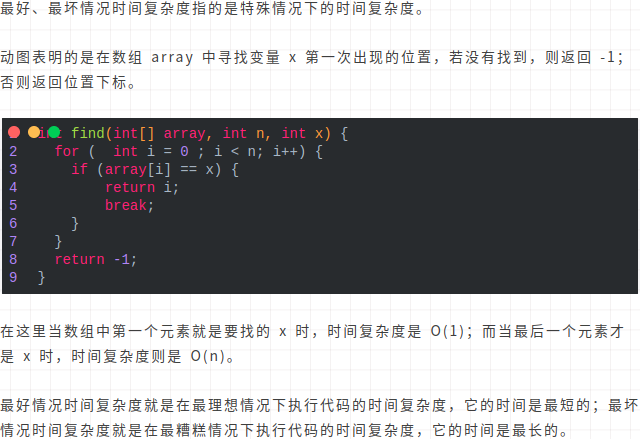 最好、最坏情况时间复杂度指的是特殊情况下的时间复杂度。
动图表明的是在数组 array 中寻找变量 x 第一次出现的位置，若没有找到，则返回 -1；
否则返回位置下标。
int find(int[] array, int n, int x) {
2 for ( int i = 0 ; i < n; i++) {
3 if (array[i] == x) {
4 return i;
5 break;
6 }
7 }
8 return -1;
9 }
在这里当数组中第一个元素就是要找的 x 时，时间复杂度是 O(1)；而当最后一个元素才
是 x 时，时间复杂度则是 O(n)。
最好情况时间复杂度就是在最理想情况下执行代码的时间复杂度，它的时间是最短的；最坏
情况时间复杂度就是在最糟糕情况下执行代码的时间复杂度，它的时间是最长的。